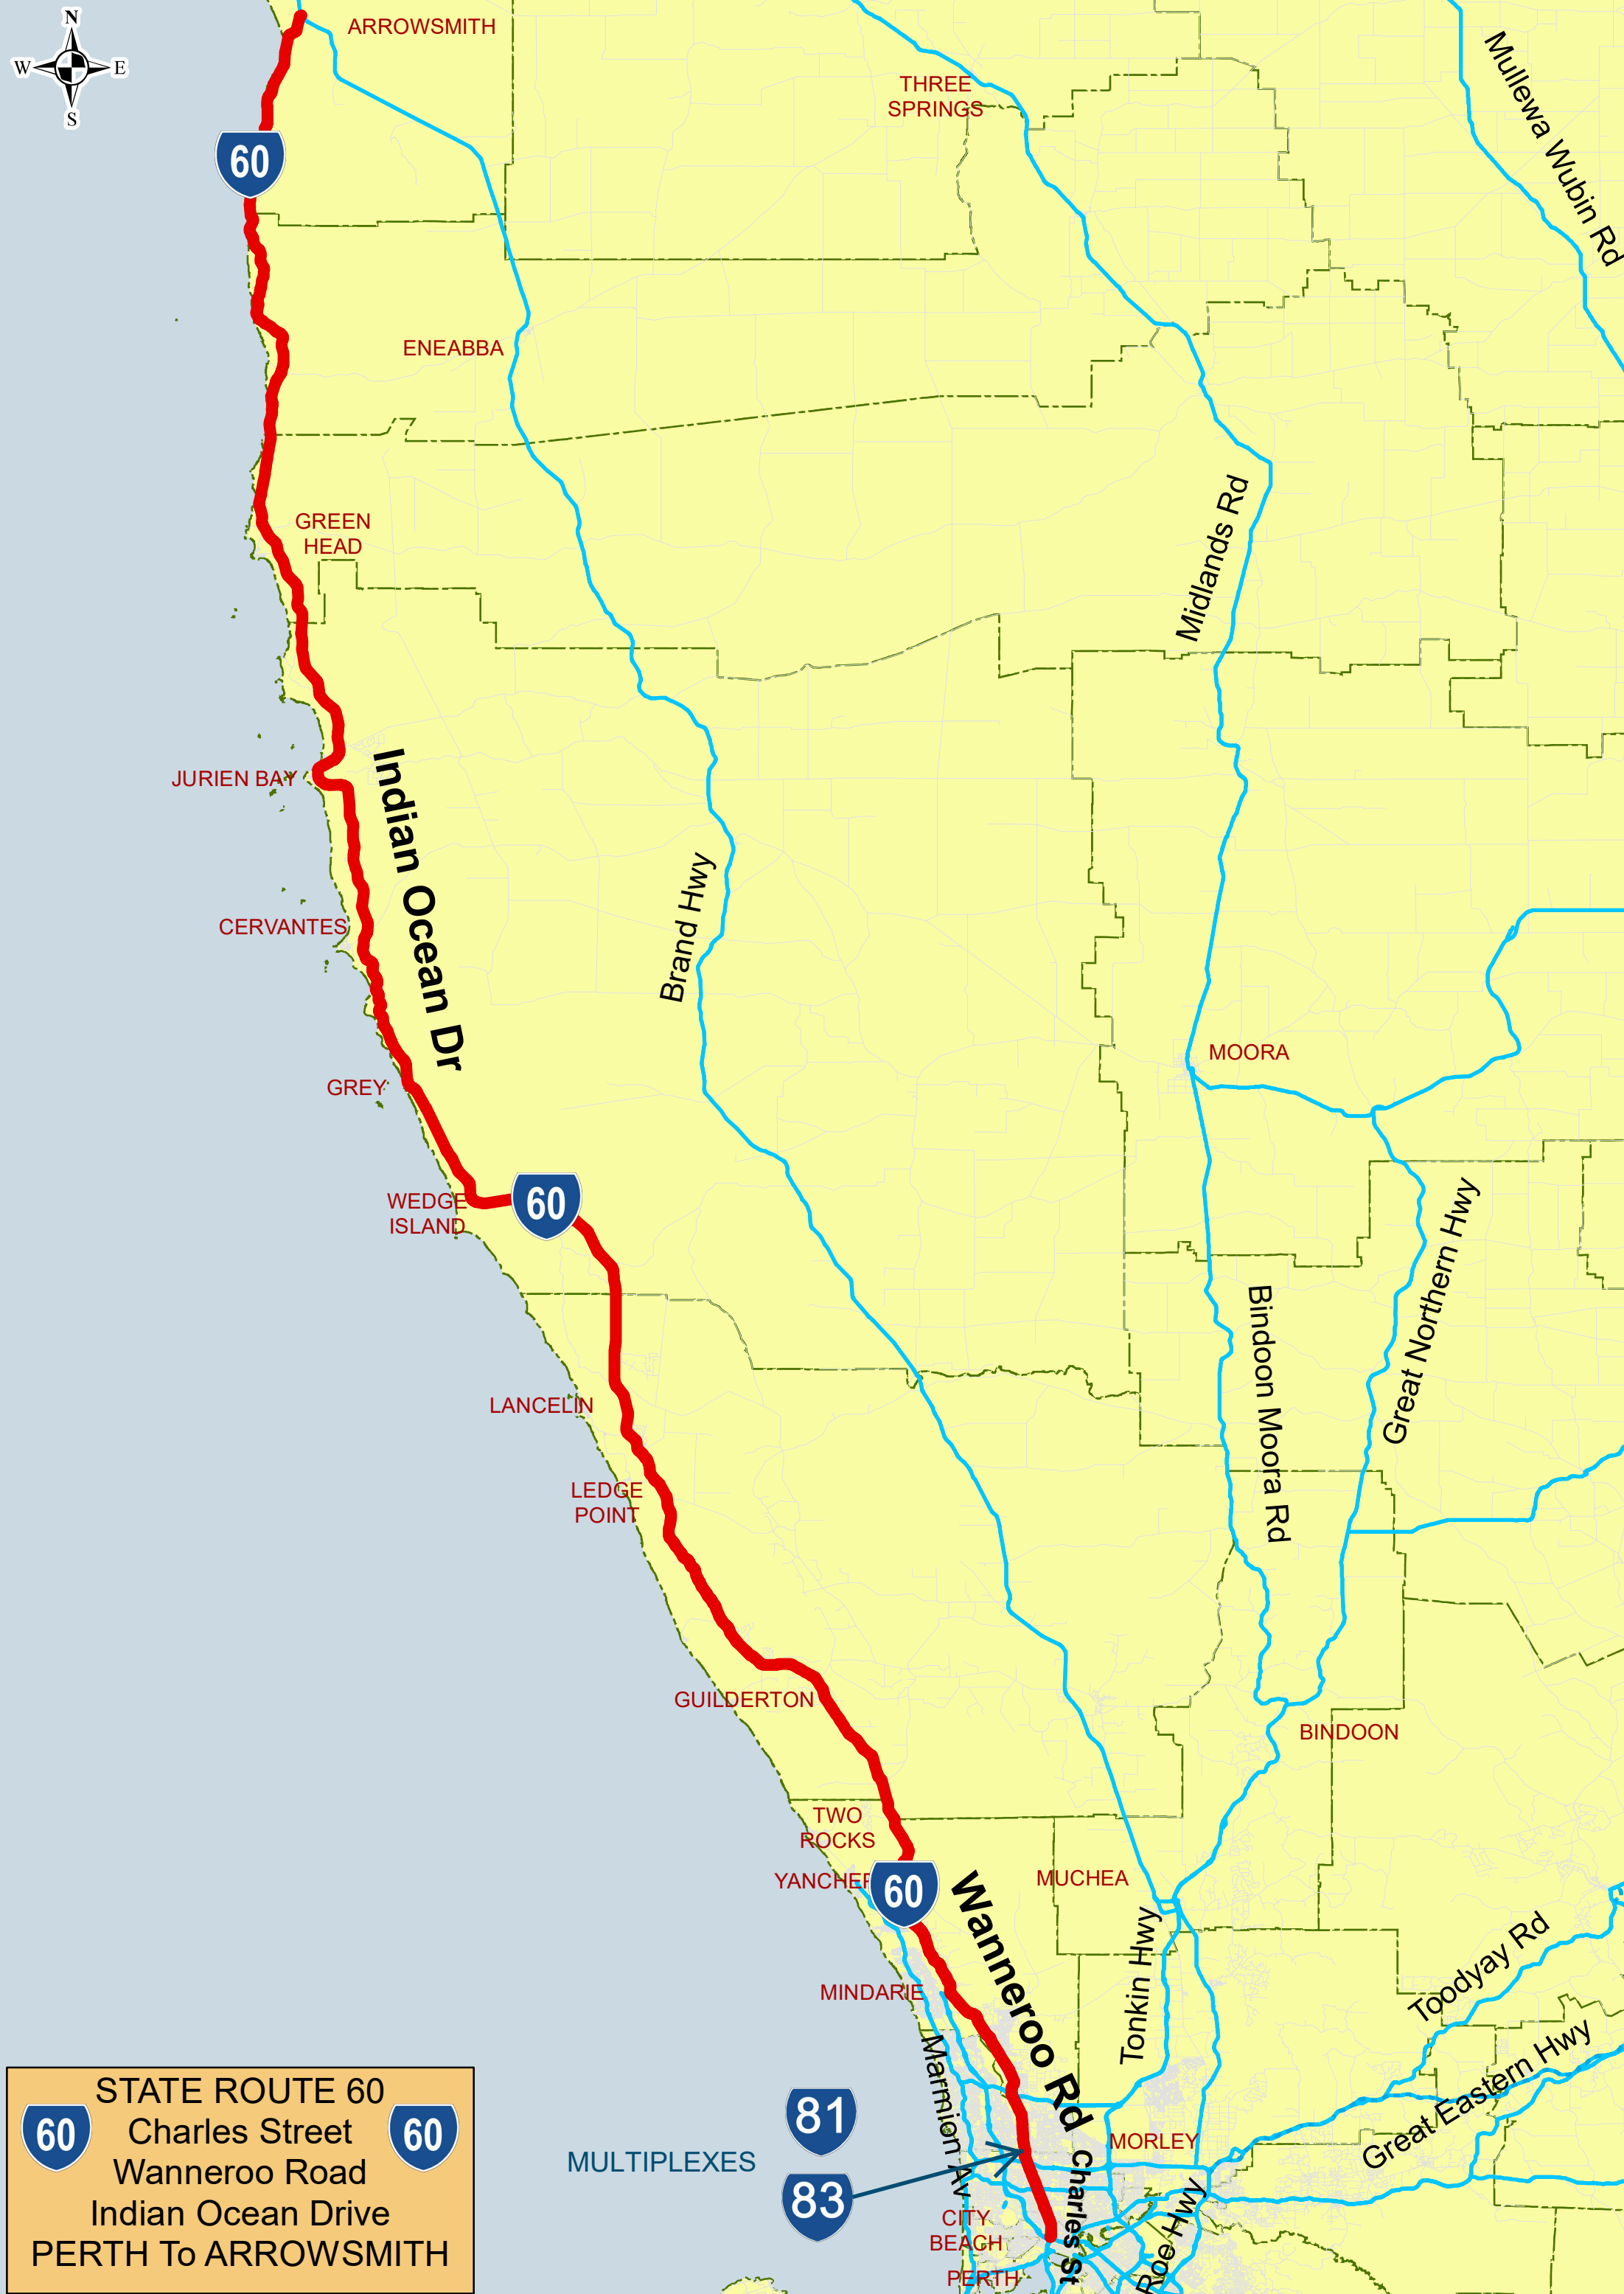 N
W E
S
ARROWSMITH
THREE
SPRINGS
Mullewa Wubin Rd
60
ENEABBA
GREEN
HEAD
Midlands Rd
JURIEN BAY
Indian Ocean Dr
Brand Hwy
CERVANTES
MOORA
GREY
WEDGE
ISLAND
60
Great Northern Hwy
Bindoon Moora Rd
LANCELIN
LEDGE
POINT
GUILDERTON
BINDOON
TWO
ROCKS
YANCHEP
60
MUCHEA
Wanneroo Rd
Tonkin Hwy
Toodyay Rd
MINDARIE
Marmion Av
Great Eastern Hwy
81
MULTIPLEXES
83
MORLEY
Charles St
Roe Hwy
CITY
BEACH
PERTH
STATE ROUTE 60
60 Charles Street 60
Wanneroo Road
Indian Ocean Drive
PERTH To ARROWSMITH